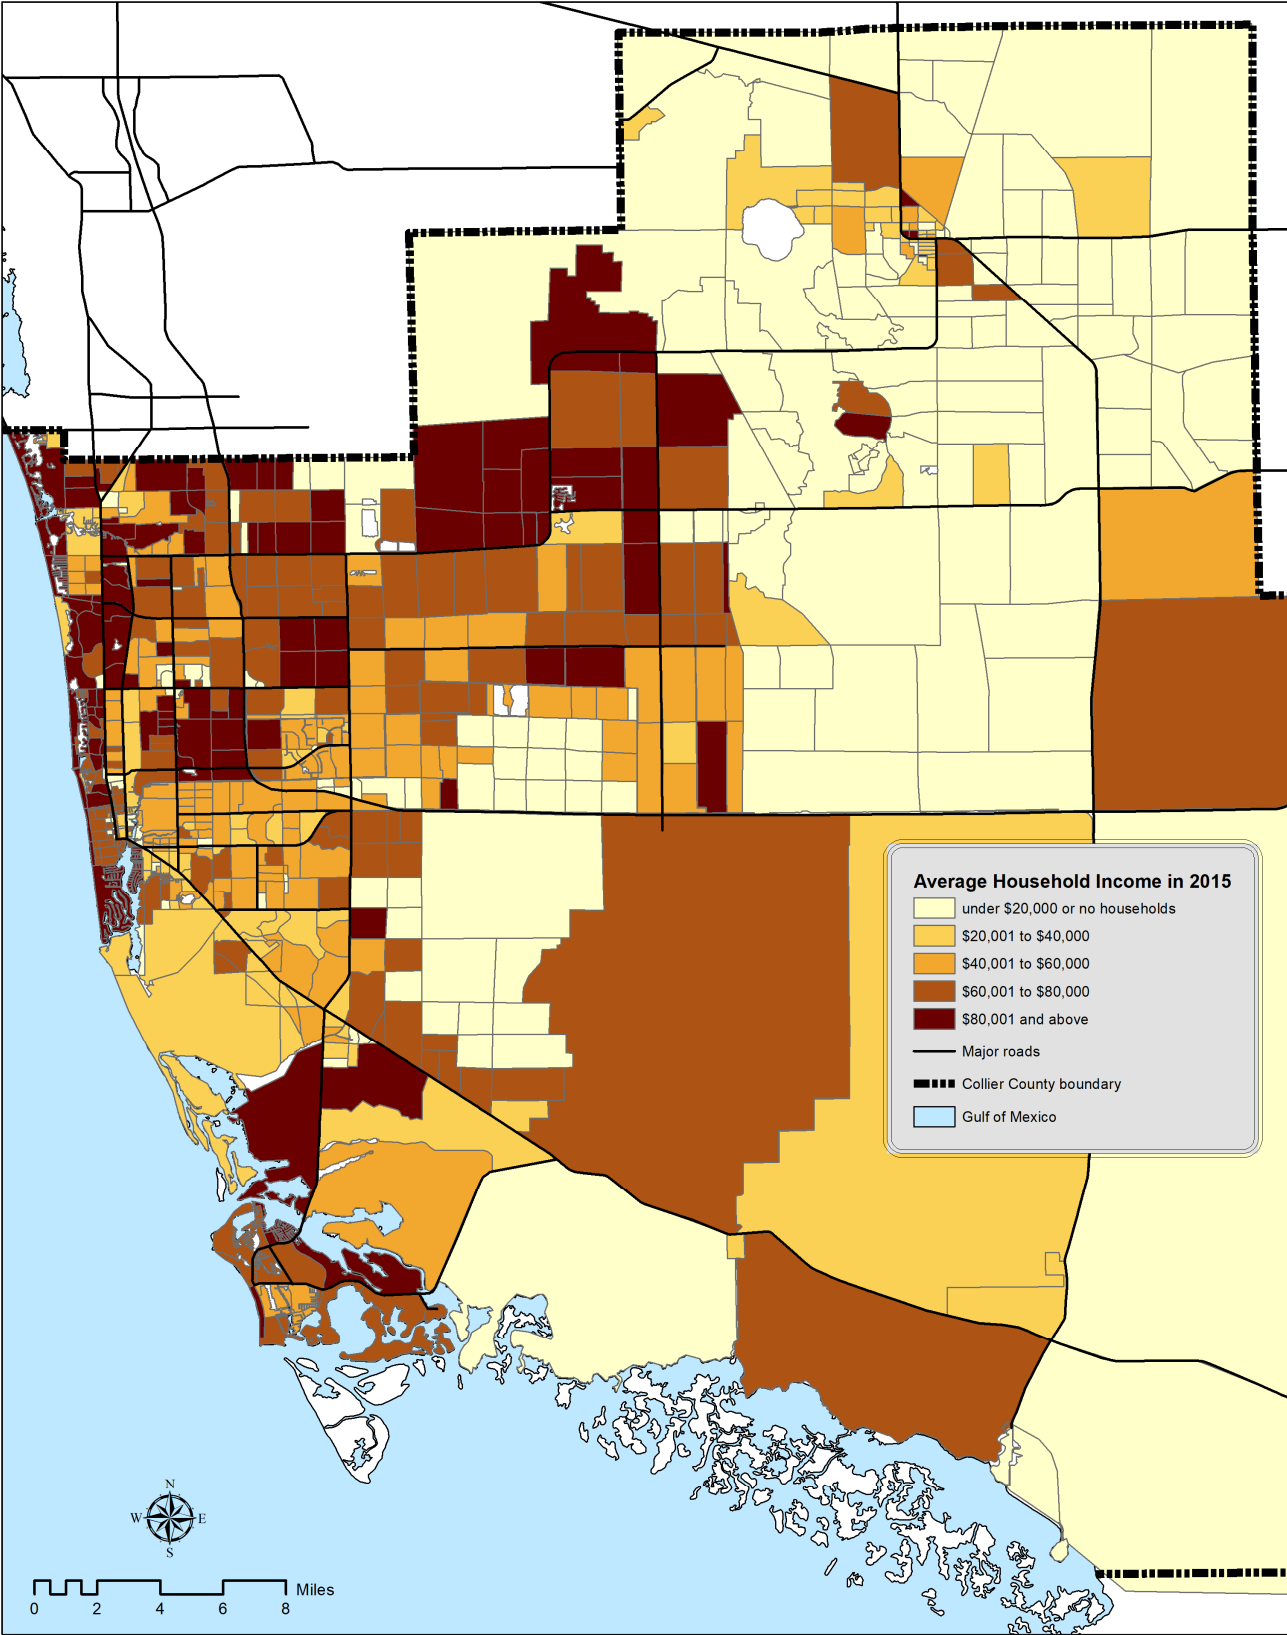 Average Household Income in 2015
under $20,000 or no households
$20,001 to $40,000
$40,001 to $60,000
$60,001 to $80,000
$80,001 and above
Major roads
Collier County boundary
Gulf of Mexico
N
W E
S
Miles
0 2 4 6 8